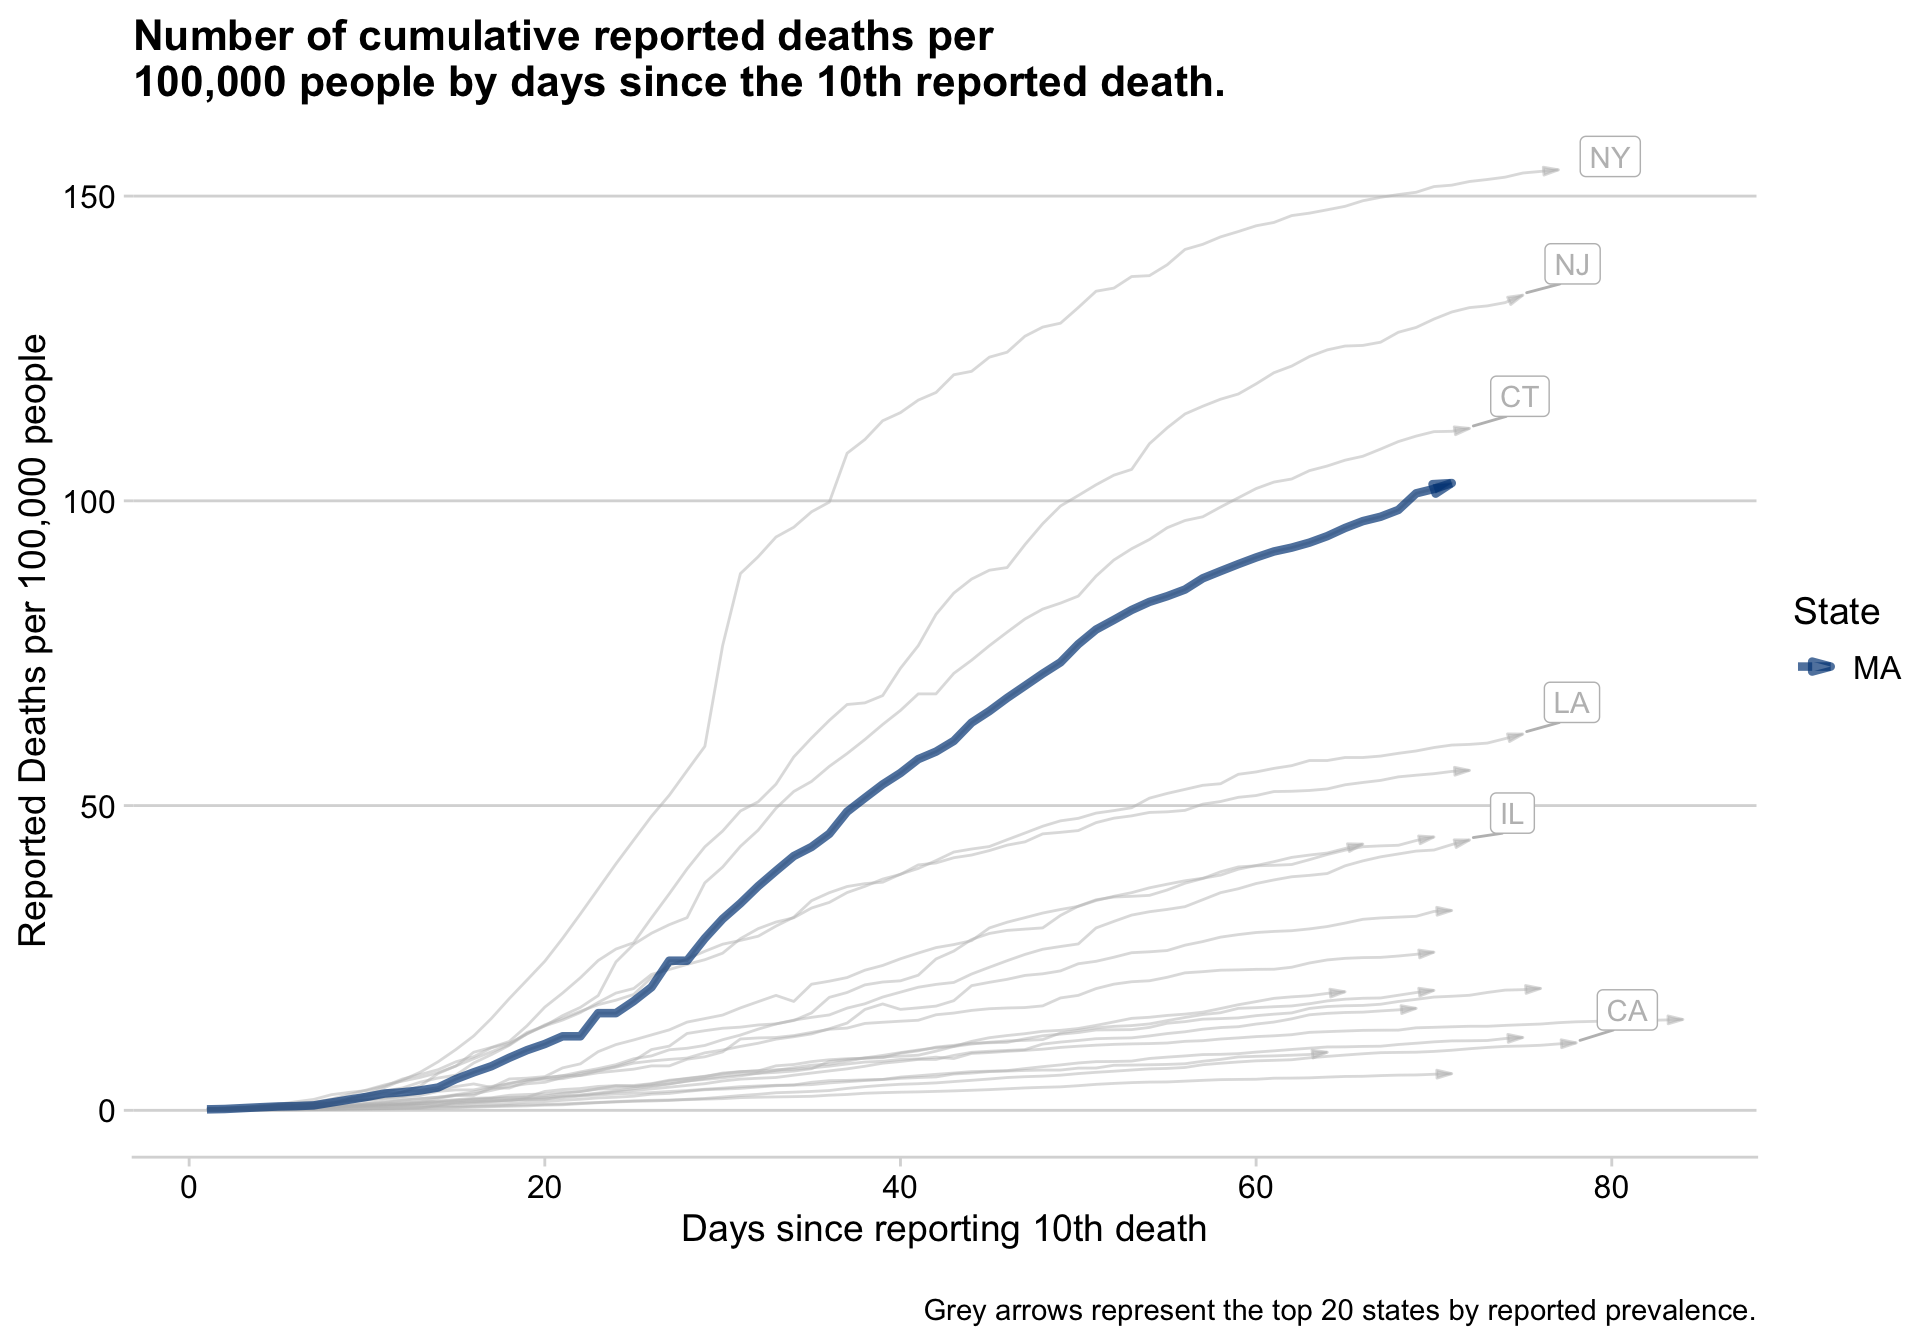 Number of cumulative reported deaths per
100,000 people by days since the 10th reported death.
Reported Deaths per 100,000 people
150
100
50
0
NY
NJ
CT
LA
IL
CA
State
MA
0
20
40
60
80
Days since reporting 10th death
Grey arrows represent the top 20 states by reported prevalence.